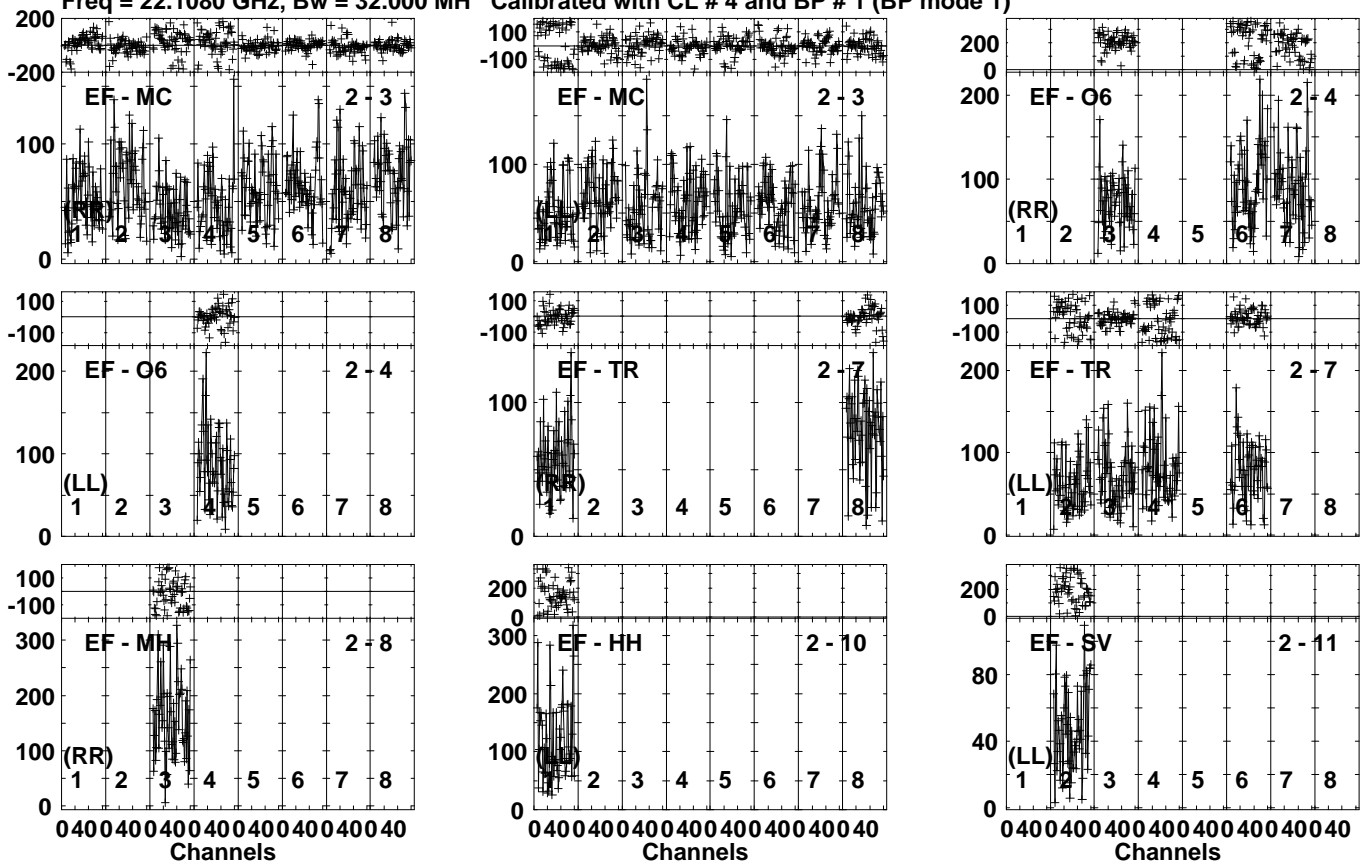 Freq = 22.1080 GHz, Bw = 32.000 MH Calibrated with CL # 4 and BP # 1 (BP mode 1)
200
-200
100
0
EF - MC 2 - 3
(RR)
1 2 3 4 5 6 7 8
100
-100
100
0
EF - MC 2 - 3
(LL)
1 2 3 4 5 6 7 8
200
0
200
100
0
EF - O6 2 - 4
(RR)
1 2 3 4 5 6 7 8
100
-100
200
100
0
EF - O6 2 - 4
(LL)
1 2 3 4 5 6 7 8
100
-100
100
0
EF - TR 2 - 7
(RR)
1 2 3 4 5 6 7 8
100
-100
200
100
0
EF - TR 2 - 7
(LL)
1 2 3 4 5 6 7 8
100
-100
300
200
100
0
EF - MH 2 - 8
(RR)
1 2 3 4 5 6 7 8
0 40 0 40 0 40 0 40 0 40 0 40 0 40 0 40
Channels
200
0
300
200
100
0
EF - HH 2 - 10
(LL)
1 2 3 4 5 6 7 8
0 40 0 40 0 40 0 40 0 40 0 40 0 40 0 40
Channels
200
0
80
40
0
EF - SV 2 - 11
(LL)
1 2 3 4 5 6 7 8
0 40 0 40 0 40 0 40 0 40 0 40 0 40 0 40
Channels